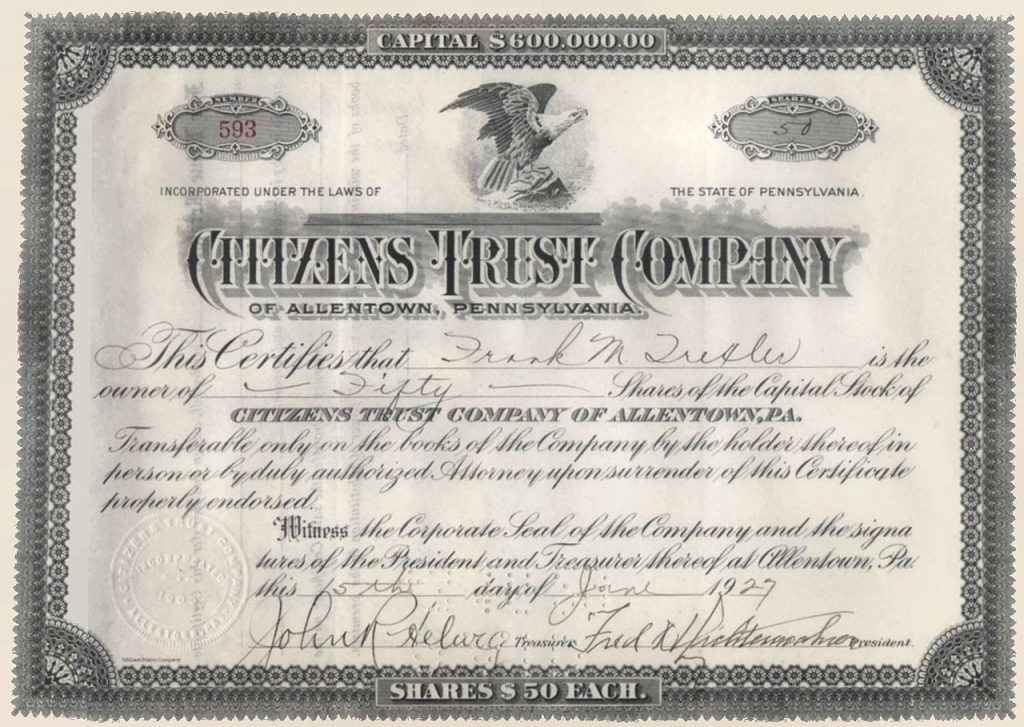 CAPITAL $600,000.00
NUMBER
593
SHARES
50
INCORPORATED UNDER THE LAWS OF THE STATE OF PENNSYLVANIA.
CITIZENS TRUST COMPANY
OF ALLENTOWN, PENNSYLVANIA.
This Certifies that Frank M Trexler is the
owner of Fifty Shares of the Capital Stock of
CITIZENS TRUST COMPANY OF ALLENTOWN, PA.
Transferable only on the books of the Company by the holder thereof in
person or by duly authorized Attorney upon surrender of this Certificate
properly endorsed.
Witness the Corporate Seal of the Company and the signa
tures of the President and Treasurer thereof at Allentown, Pa.
this 15th day of June 1927
John R Treasurer Fred President.
SHARES $50 EACH.